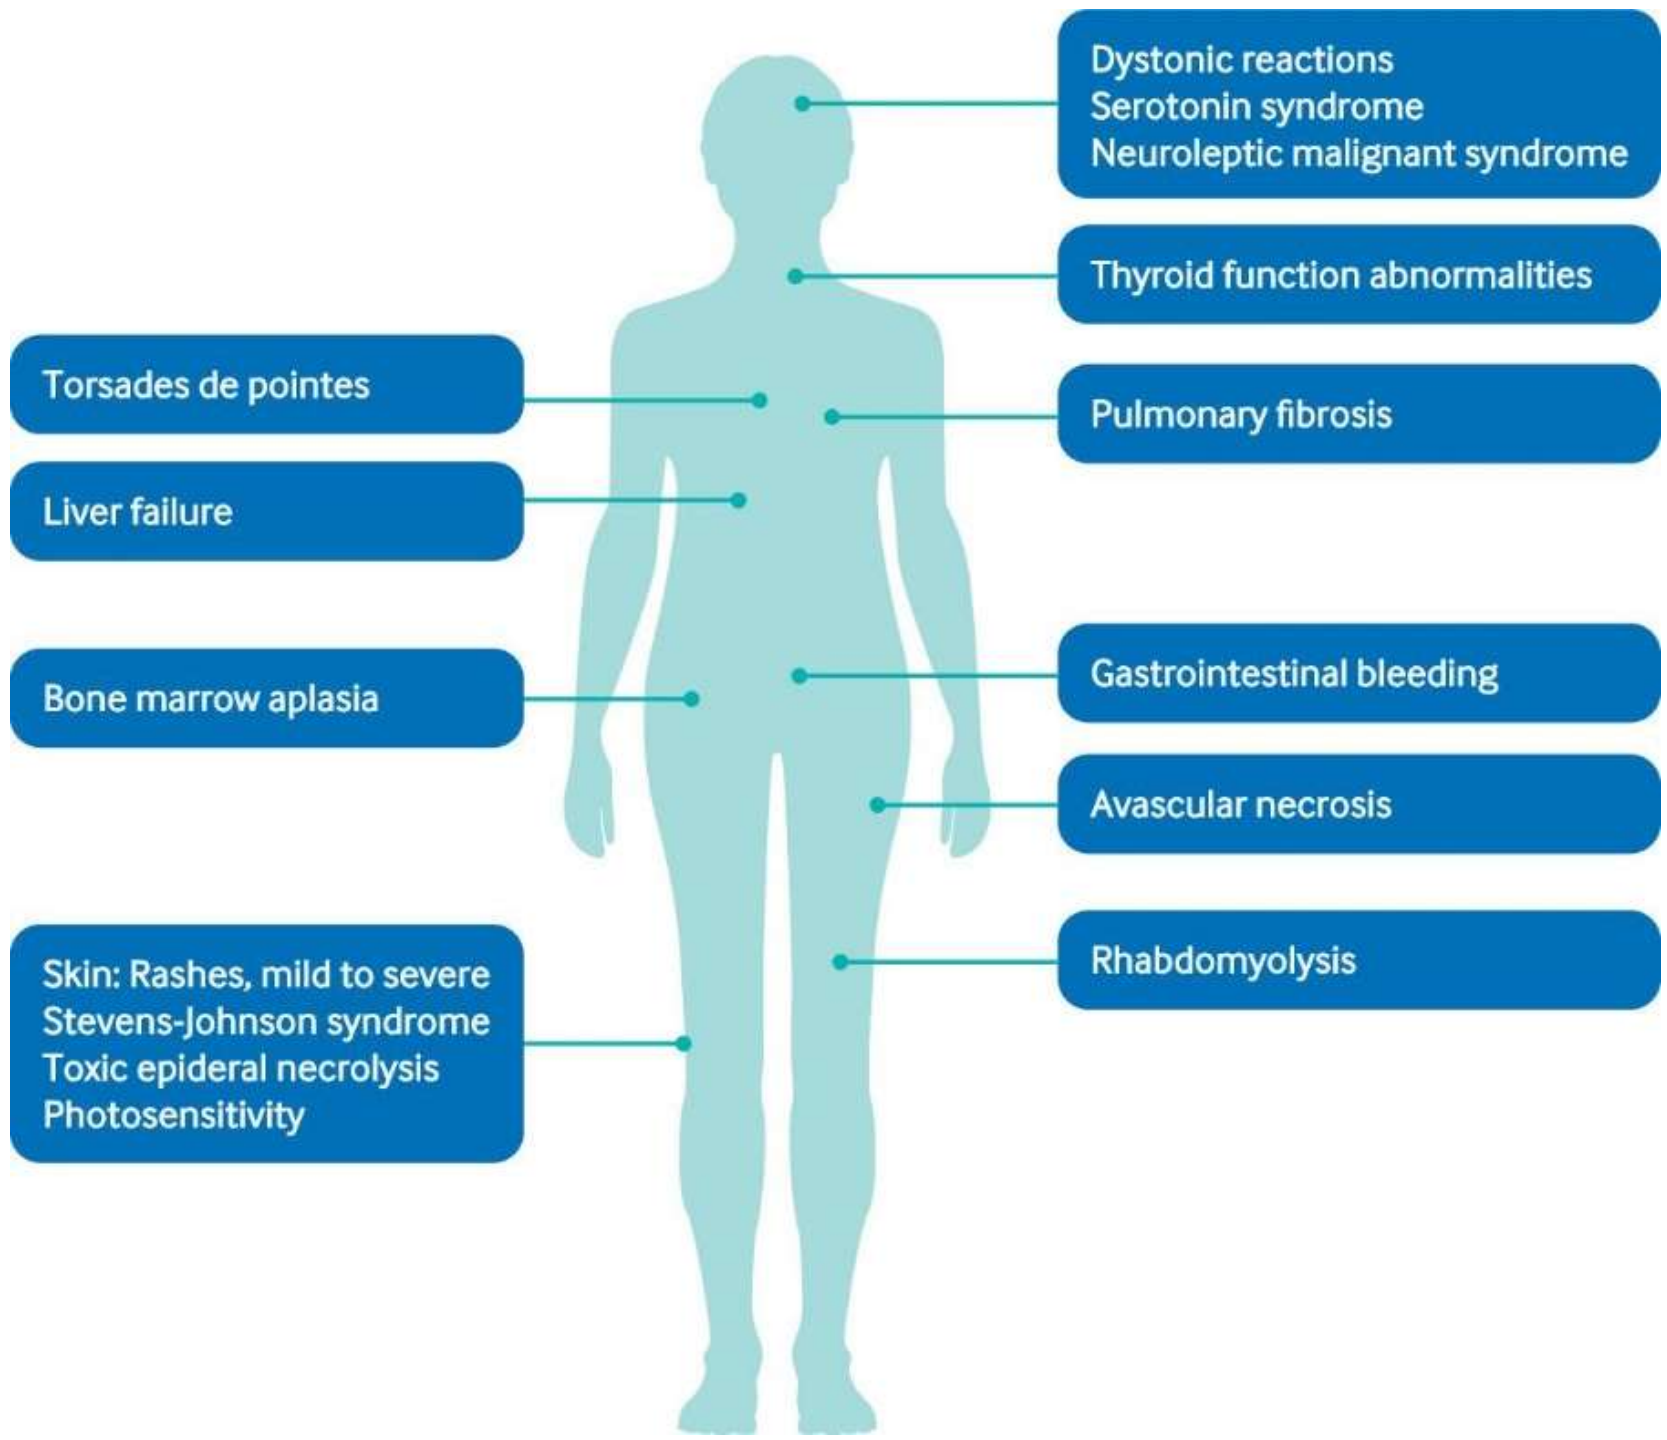 Dystonic reactions
Serotonin syndrome
Neuroleptic malignant syndrome
Thyroid function abnormalities
Torsades de pointes
Pulmonary fibrosis
Liver failure
Bone marrow aplasia
Gastrointestinal bleeding
Avascular necrosis
Skin: Rashes, mild to severe
Stevens-Johnson syndrome
Toxic epideral necrolysis
Photosensitivity
Rhabdomyolysis